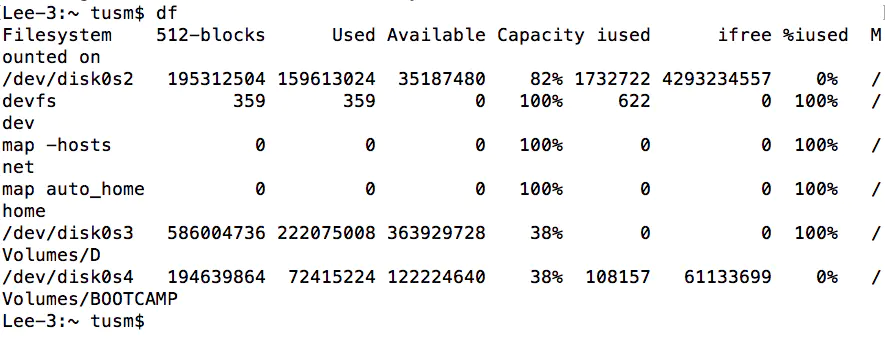 Lee-3:~ tusm$ df
Filesystem    512-blocks      Used Available Capacity iused      ifree %iused  M
ounted on
/dev/disk0s2   195312504 159613024  35187480    82% 1732722 4293234557    0%   /
devfs                359       359         0   100%     622          0  100%   /
dev
map -hosts             0         0         0   100%       0          0  100%   /
net
map auto_home          0         0         0   100%       0          0  100%   /
home
/dev/disk0s3   586004736 222075008 363929728    38%       0          0  100%   /
Volumes/D
/dev/disk0s4   194639864  72415224 122224640    38%  108157   61133699    0%   /
Volumes/BOOTCAMP
Lee-3:~ tusm$